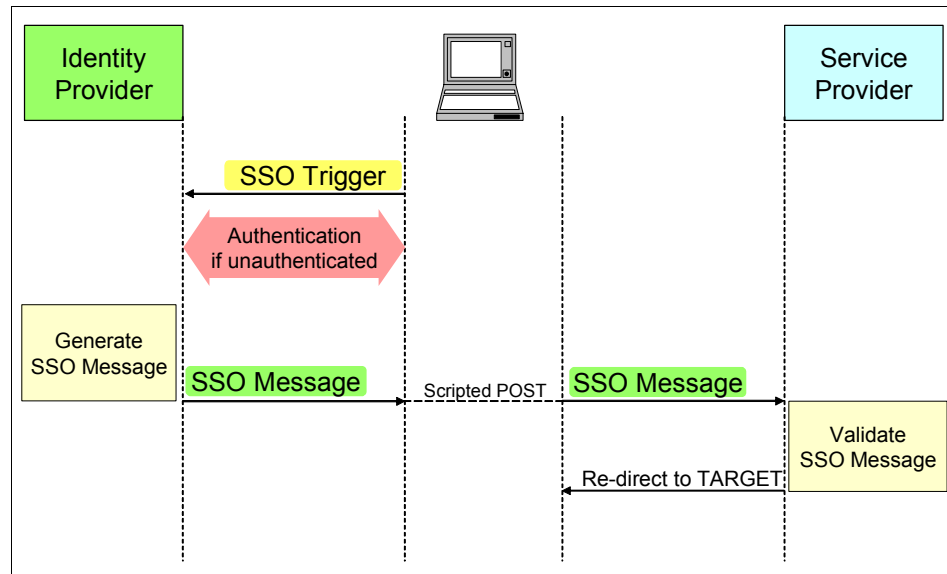 Identity
Provider
Service
Provider
SSO Trigger
Authentication
if unauthenticated
Generate
SSO Message
SSO Message
Scripted POST
SSO Message
Validate
SSO Message
Re-direct to TARGET